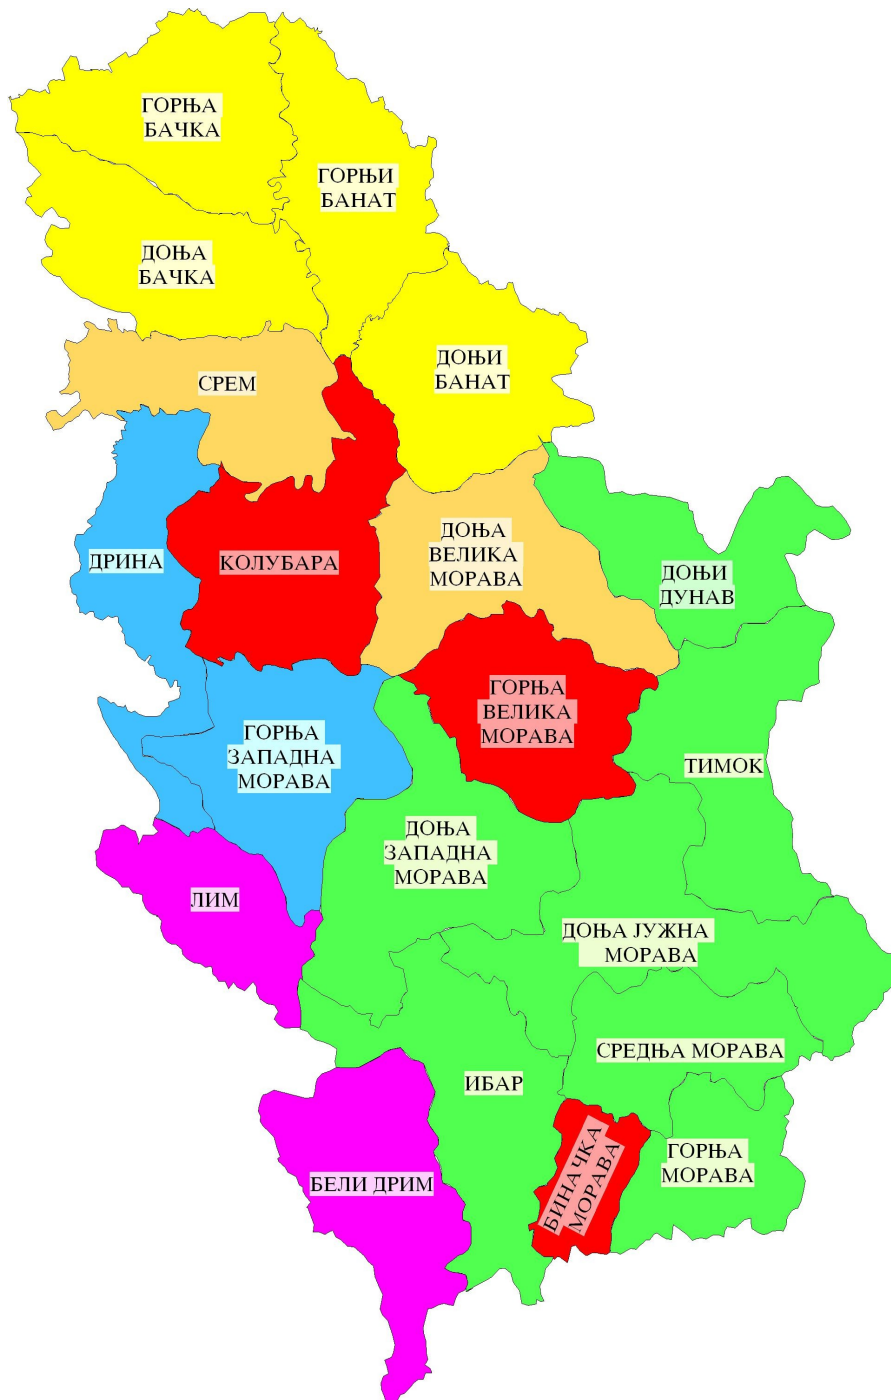 ГОРЊА
БАЧКА
ГОРЊИ
БАНАТ
ДОЊА
БАЧКА
ДОЊИ
БАНАТ
СРЕМ
ДРИНА
КОЛУБАРА
ДОЊА
ВЕЛИКА
МОРАВА
ДОЊИ
ДУНАВ
ГОРЊА
ВЕЛИКА
МОРАВА
ГОРЊА
ЗАПАДНА
МОРАВА
ТИМОК
ДОЊА
ЗАПАДНА
МОРАВА
ЛИМ
ДОЊА ЈУЖНА
МОРАВА
СРЕДЊА МОРАВА
ИБАР
БИНАЧКА
МОРАВА
ГОРЊА
МОРАВА
БЕЛИ ДРИМ